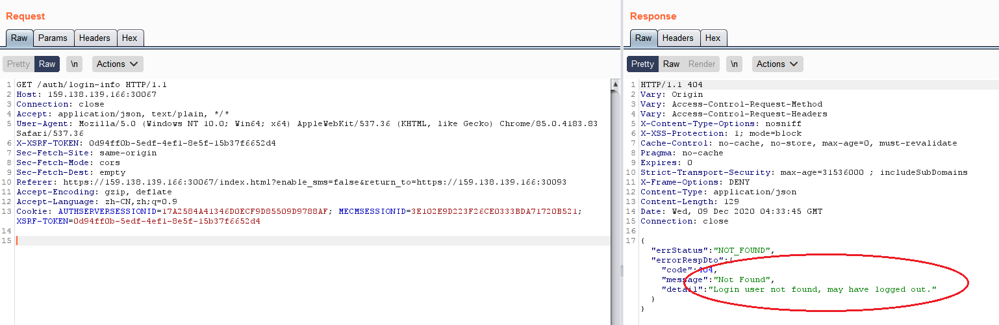 Request
Raw Params Headers Hex
Pretty Raw \n Actions
1 GET /auth/login-info HTTP/1.1
2 Host: 159.138.139.166:30067
3 Connection: close
4 Accept: application/json, text/plain, */*
5 User-Agent: Mozilla/5.0 (Windows NT 10.0; Win64; x64) AppleWebKit/537.36 (KHTML, like Gecko) Chrome/85.0.4183.83
Safari/537.36
6 X-XSRF-TOKEN: 0d94ff0b-5edf-4ef1-8e5f-15b37f6652d4
7 Sec-Fetch-Site: same-origin
8 Sec-Fetch-Mode: cors
9 Sec-Fetch-Dest: empty
10 Referer: https://159.138.139.166:30067/index.html?enable_sms=false&return_to=https://159.138.139.166:30093
11 Accept-Encoding: gzip, deflate
12 Accept-Language: zh-CN,zh;q=0.9
13 Cookie: AUTHSERVERSESSIONID=17A2584A41346D0ECF9D85509D9788AF; MECMSESSIONID=3E102E9D223F26CE0333BDA71720B521;
XSRF-TOKEN=0d94ff0b-5edf-4ef1-8e5f-15b37f6652d4
14
15
Response
Raw Headers Hex
Pretty Raw Render \n Actions
1 HTTP/1.1 404
2 Vary: Origin
3 Vary: Access-Control-Request-Method
4 Vary: Access-Control-Request-Headers
5 X-Content-Type-Options: nosniff
6 X-XSS-Protection: 1; mode=block
7 Cache-Control: no-cache, no-store, max-age=0, must-revalidate
8 Pragma: no-cache
9 Expires: 0
10 Strict-Transport-Security: max-age=31536000 ; includeSubDomains
11 X-Frame-Options: DENY
12 Content-Type: application/json
13 Content-Length: 129
14 Date: Wed, 09 Dec 2020 04:33:45 GMT
15 Connection: close
16
17 {
"errStatus":"NOT_FOUND",
"errorRespDto":{
"code":404,
"message":"Not Found",
"detail":"Login user not found, may have logged out."
}
}